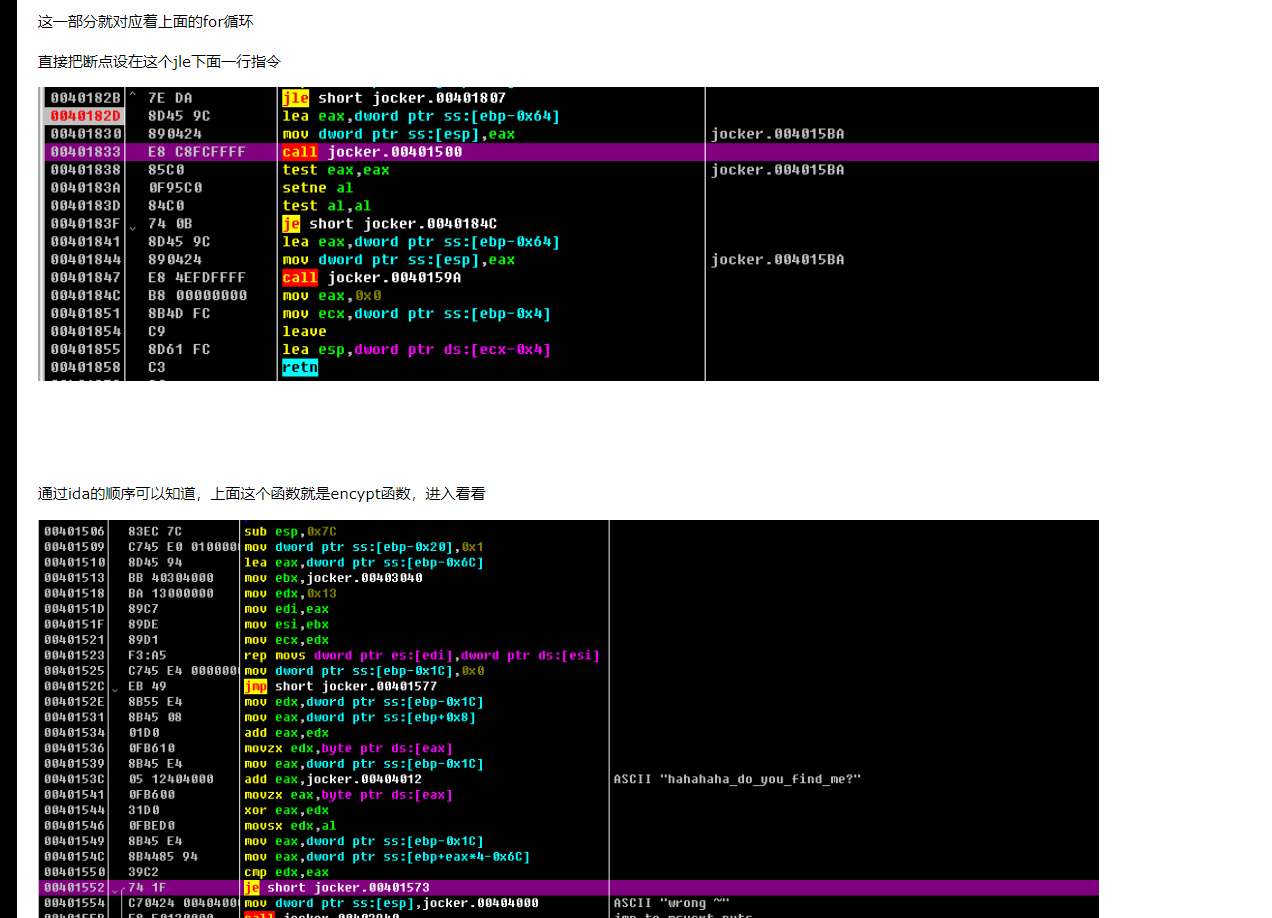 这一部分就对应着上面的for循环
直接把断点设在这个jle下面一行指令
0040182B ^ 7E DA jle short jocker.00401807
0040182D 8D45 9C lea eax,dword ptr ss:[ebp-0x64]
00401830 890424 mov dword ptr ss:[esp],eax jocker.004015BA
00401833 E8 C8FCFFFF call jocker.00401500
00401838 85C0 test eax,eax jocker.004015BA
0040183A 0F95C0 setne al
0040183D 84C0 test al,al
0040183F 74 0B je short jocker.0040184C
00401841 8D45 9C lea eax,dword ptr ss:[ebp-0x64]
00401844 890424 mov dword ptr ss:[esp],eax jocker.004015BA
00401847 E8 4EFDFFFF call jocker.0040159A
0040184C B8 00000000 mov eax,0x0
00401851 8B4D FC mov ecx,dword ptr ss:[ebp-0x4]
00401854 C9 leave
00401855 8D61 FC lea esp,dword ptr ds:[ecx-0x4]
00401858 C3 retn
通过ida的顺序可以知道，上面这个函数就是encypt函数，进入看看
00401506 83EC 7C sub esp,0x7C
00401509 C745 E0 0100000 mov dword ptr ss:[ebp-0x20],0x1
00401510 8D45 94 lea eax,dword ptr ss:[ebp-0x6C]
00401513 BB 40304000 mov ebx,jocker.00403040
00401518 BA 13000000 mov edx,0x13
0040151D 89C7 mov edi,eax
0040151F 89DE mov esi,ebx
00401521 89D1 mov ecx,edx
00401523 F3:A5 rep movs dword ptr es:[edi],dword ptr ds:[esi]
00401525 C745 E4 0000000 mov dword ptr ss:[ebp-0x1C],0x0
0040152C EB 49 jmp short jocker.00401577
0040152E 8B55 E4 mov edx,dword ptr ss:[ebp-0x1C]
00401531 8B45 08 mov eax,dword ptr ss:[ebp+0x8]
00401534 01D0 add eax,edx
00401536 0FB610 movzx edx,byte ptr ds:[eax]
00401539 8B45 E4 mov eax,dword ptr ss:[ebp-0x1C]
0040153C 05 12404000 add eax,jocker.00404012 ASCII "hahahaha_do_you_find_me?"
00401541 0FB600 movzx eax,byte ptr ds:[eax]
00401544 31D0 xor eax,edx
00401546 0FBED0 movsx edx,al
00401549 8B45 E4 mov eax,dword ptr ss:[ebp-0x1C]
0040154C 8B4485 94 mov eax,dword ptr ss:[ebp+eax*4-0x6C]
00401550 39C2 cmp edx,eax
00401552 74 1F je short jocker.00401573
00401554 C70424 00404000 mov dword ptr ss:[esp],jocker.00404000 ASCII "wrong ~"